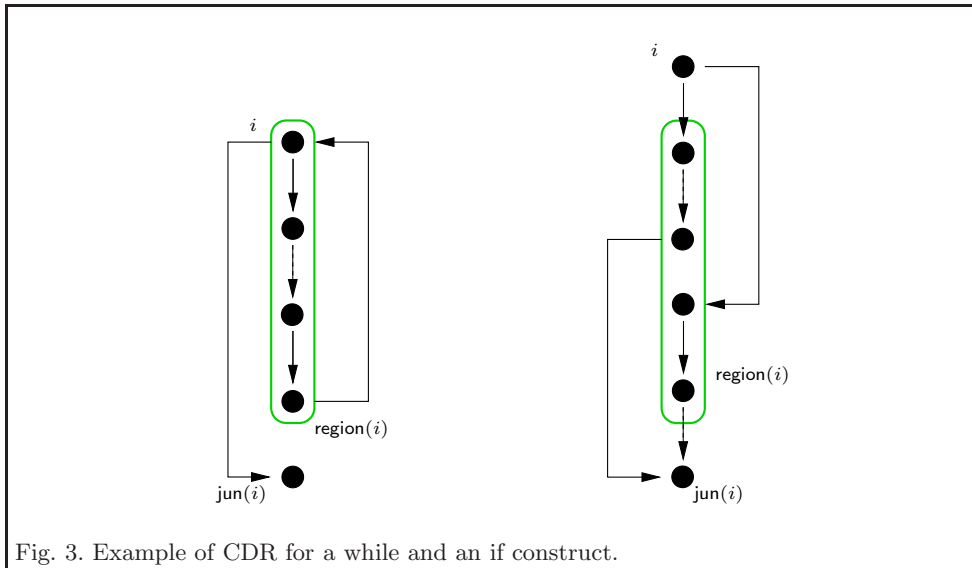 i
i
region(i)
region(i)
jun(i)
jun(i)
Fig. 3. Example of CDR for a while and an if construct.